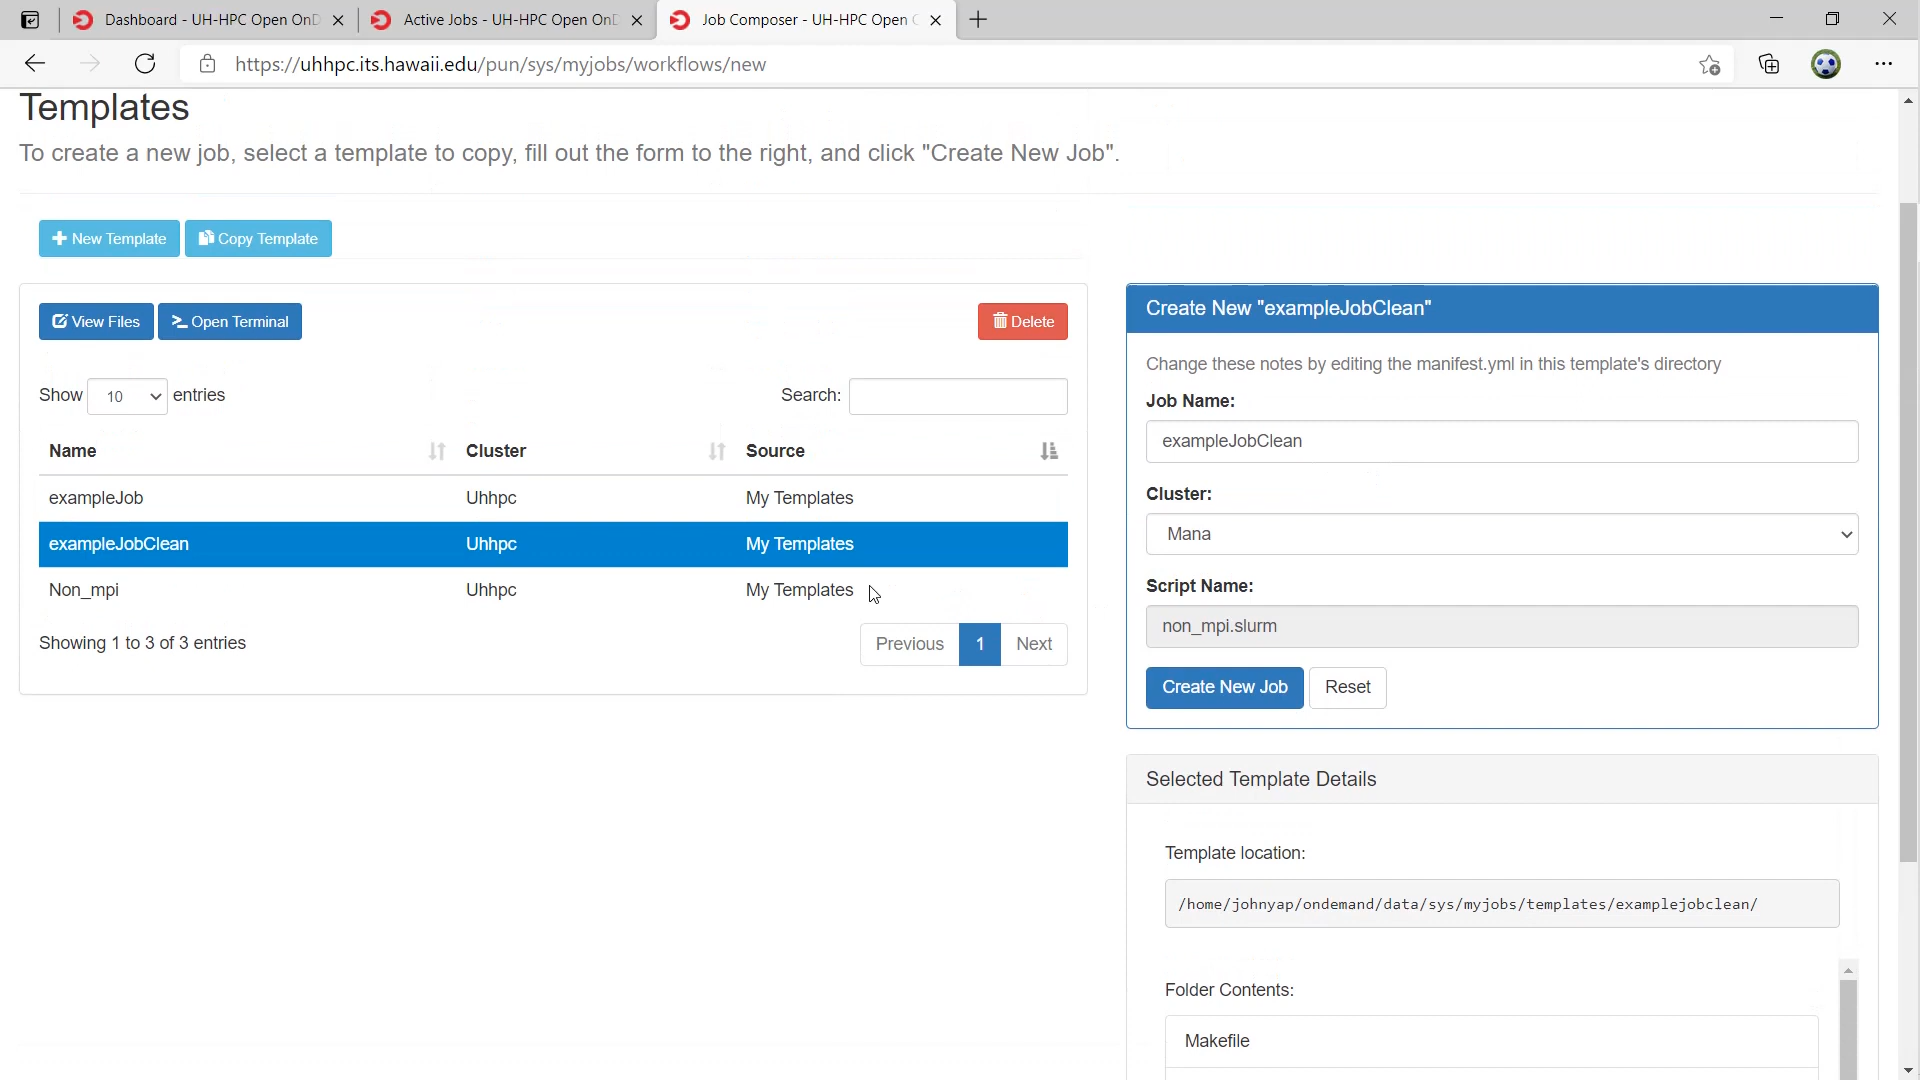 Dashboard - UH-HPC Open OnD
Active Jobs - UH-HPC Open OnD
Job Composer - UH-HPC Open O
https://uhhpc.its.hawaii.edu/pun/sys/myjobs/workflows/new
Templates
To create a new job, select a template to copy, fill out the form to the right, and click "Create New Job".
New Template
Copy Template
View Files
Open Terminal
Delete
Show 10 entries
Search:
Name Cluster Source
exampleJob Uhhpc My Templates
exampleJobClean Uhhpc My Templates
Non_mpi Uhhpc My Templates
Showing 1 to 3 of 3 entries
Previous 1 Next
Create New "exampleJobClean"
Change these notes by editing the manifest.yml in this template's directory
Job Name:
exampleJobClean
Cluster:
Mana
Script Name:
non_mpi.slurm
Create New Job
Reset
Selected Template Details
Template location:
/home/johnyap/ondemand/data/sys/myjobs/templates/examplejobclean/
Folder Contents:
Makefile